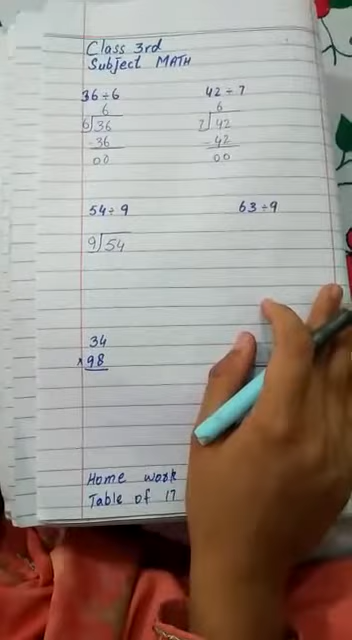 Class 3rd
Subject MATH
36 ÷ 6
6
6)36
-36
00
42 ÷ 7
6
7)42
-42
00
54 ÷ 9
9)54
63 ÷ 9
34
×98
Home work
Table of 17